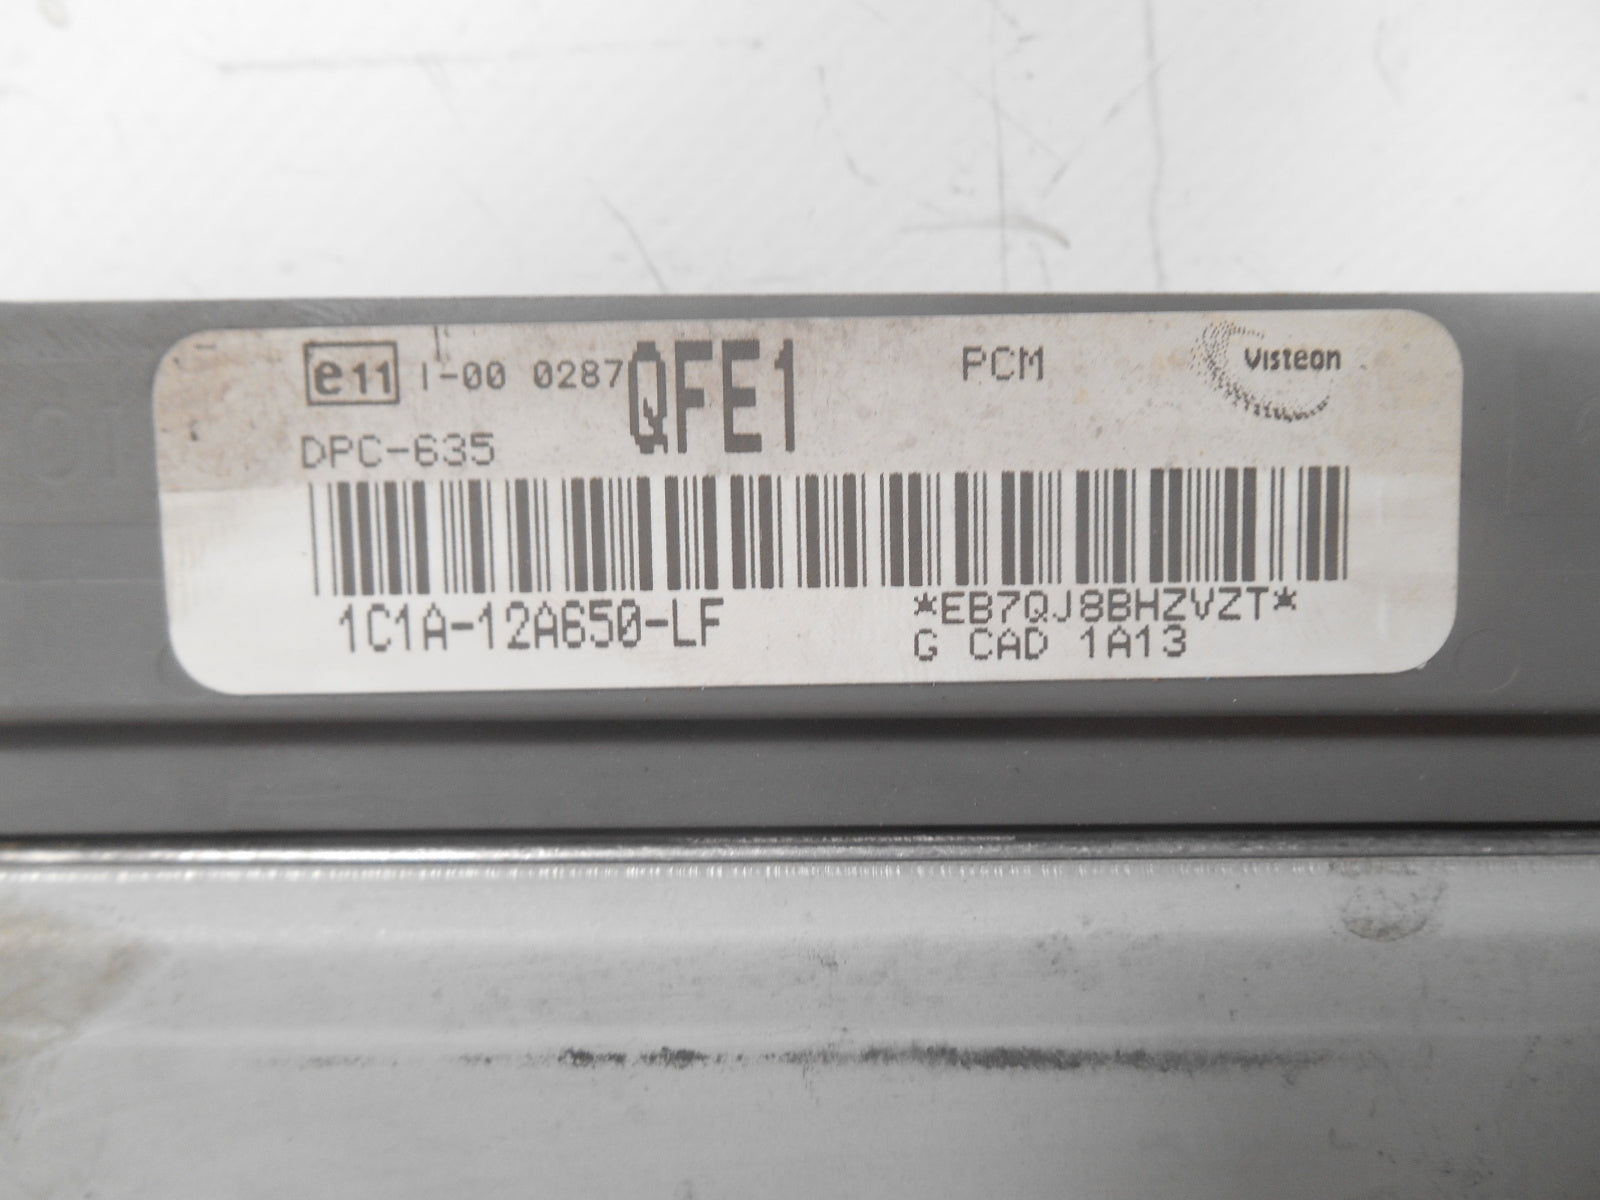 e11 I-00 0287 QFE1 PCM Visteon
DPC-635
1C1A-12A650-LF *EB7QJ8BHZVZT*
G CAD 1A13